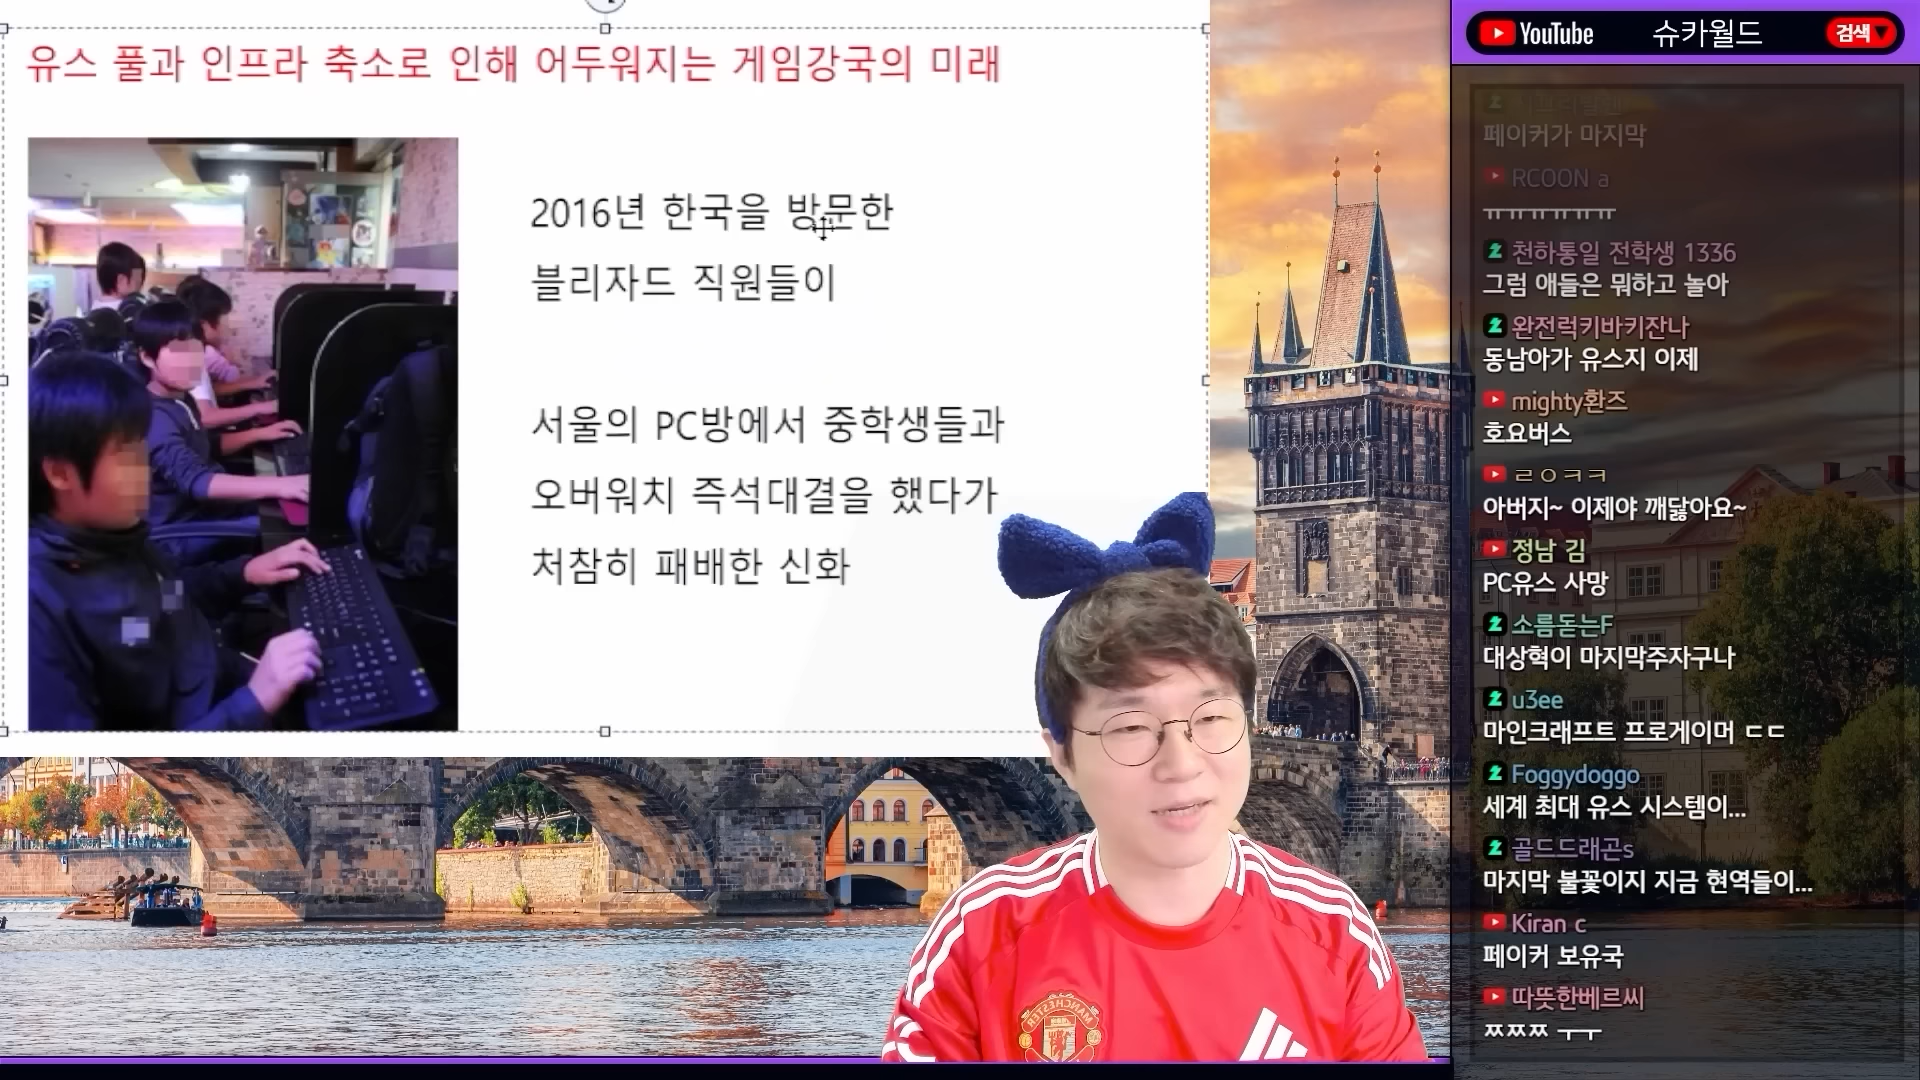 유스 풀과 인프라 축소로 인해 어두워지는 게임강국의 미래
2016년 한국을 방문한
블리자드 직원들이
서울의 PC방에서 중학생들과
오버워치 즉석대결을 했다가
처참히 패배한 신화
YouTube 슈카월드 검색
페이커가 마지막
RCOON a
ㅠㅠㅠㅠㅠㅠ
천하통일 전학생 1336
그럼 애들은 뭐하고 놀아
완전럭키바키잔나
동남아가 유스지 이제
mighty환즈
호요버스
ㄹㅇㅋㅋ
아버지~ 이제야 깨닳아요~
정남 김
PC유스 사망
소름돋는F
대상혁이 마지막주자구나
u3ee
마인크래프트 프로게이머 ㄷㄷ
Foggydoggo
세계 최대 유스 시스템이...
골드드래곤s
마지막 불꽃이지 지금 현역들이...
Kiran c
페이커 보유국
따뜻한베르씨
ㅉㅉㅉ ㅜㅜ